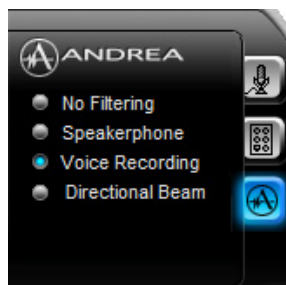 ANDREA
No Filtering
Speakerphone
Voice Recording
Directional Beam